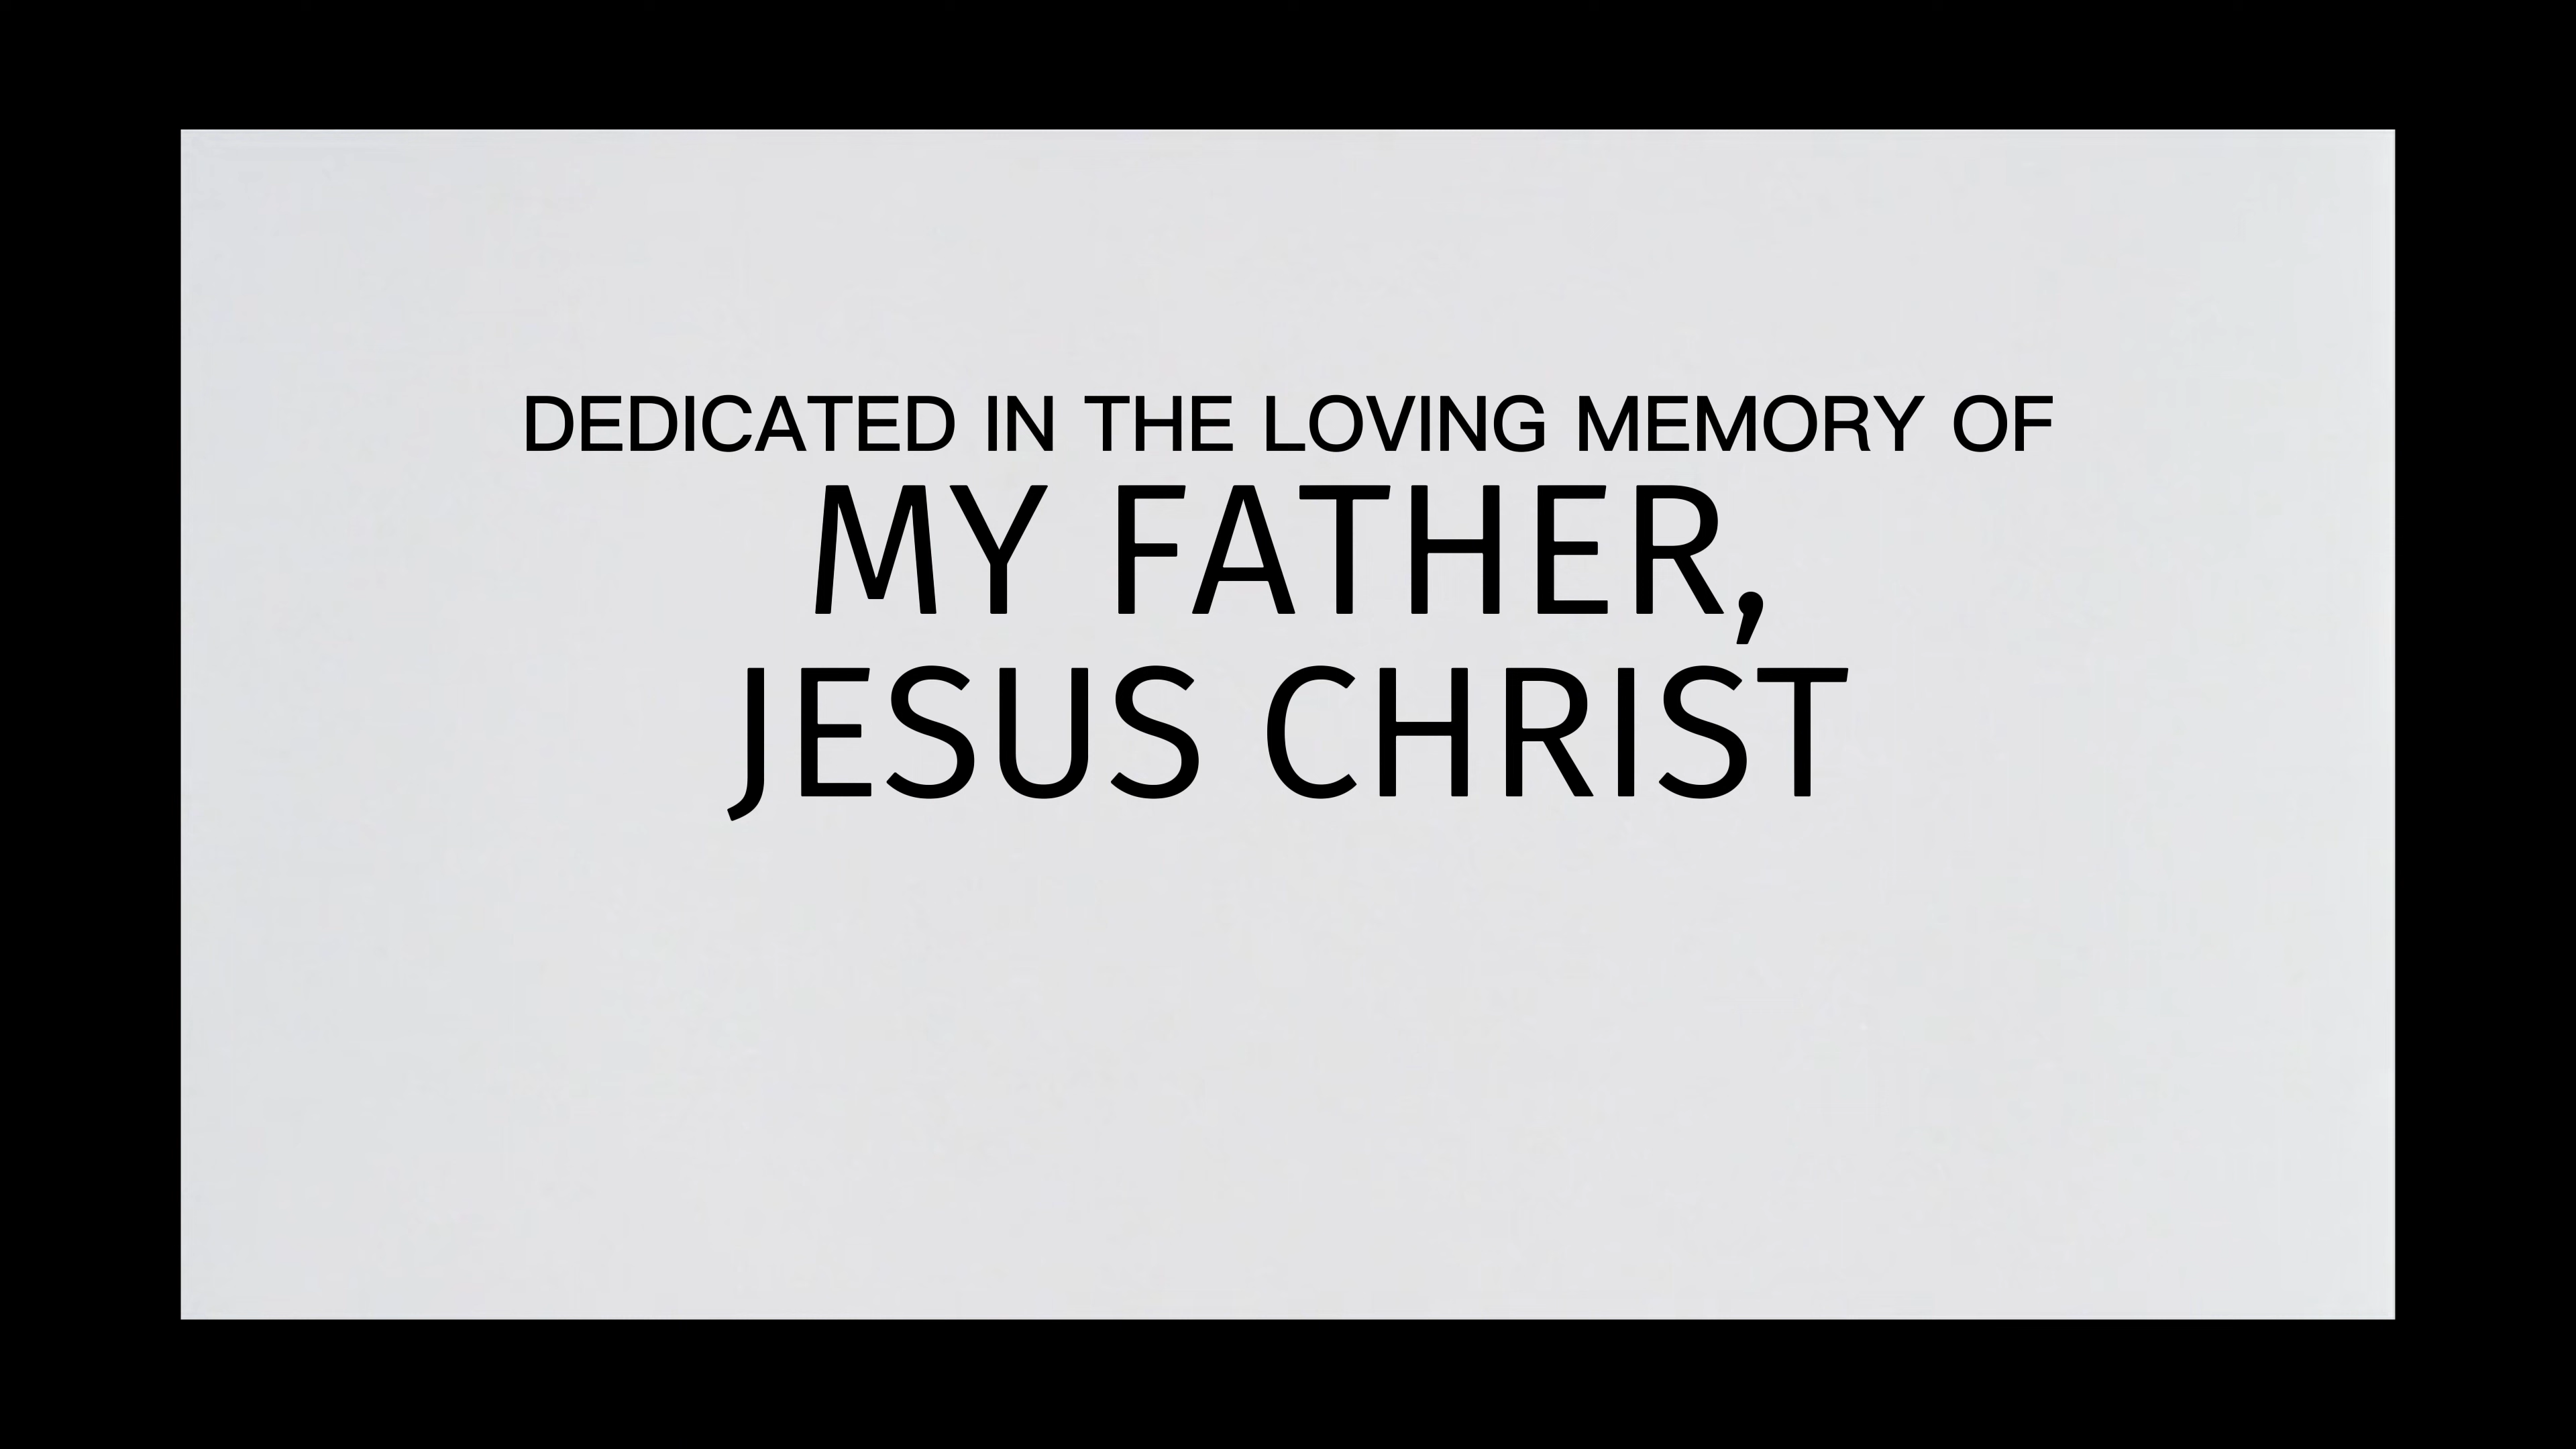 DEDICATED IN THE LOVING MEMORY OF
MY FATHER,
JESUS CHRIST